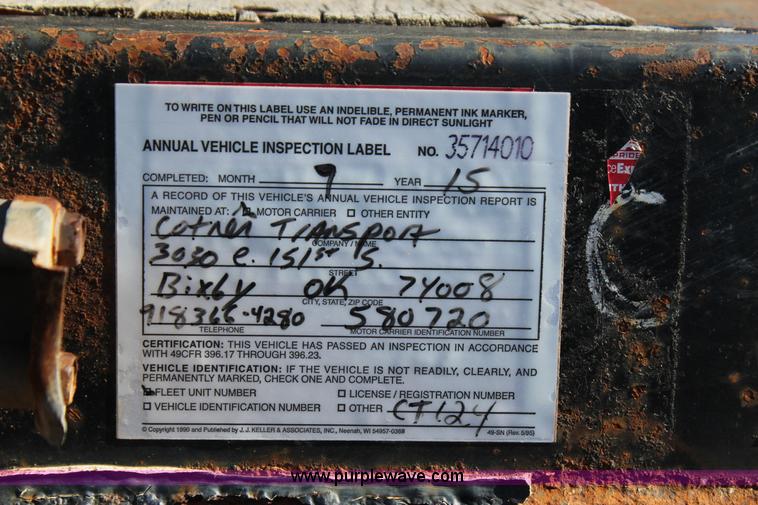 TO WRITE ON THIS LABEL USE AN INDELIBLE, PERMANENT INK MARKER,
PEN OR PENCIL THAT WILL NOT FADE IN DIRECT SUNLIGHT
ANNUAL VEHICLE INSPECTION LABEL NO. 35714010
COMPLETED: MONTH 9 YEAR 15
A RECORD OF THIS VEHICLE'S ANNUAL VEHICLE INSPECTION REPORT IS
MAINTAINED AT: MOTOR CARRIER OTHER ENTITY
Cotner TRANSPORT
COMPANY NAME
3030 e. 151st S.
STREET
Bixby OK 74008
CITY, STATE, ZIP CODE
918366-4280 580720
TELEPHONE MOTOR CARRIER IDENTIFICATION NUMBER
CERTIFICATION: THIS VEHICLE HAS PASSED AN INSPECTION IN ACCORDANCE
WITH 49CFR 396.17 THROUGH 396.23.
VEHICLE IDENTIFICATION: IF THE VEHICLE IS NOT READILY, CLEARLY, AND
PERMANENTLY MARKED, CHECK ONE AND COMPLETE.
FLEET UNIT NUMBER LICENSE / REGISTRATION NUMBER
VEHICLE IDENTIFICATION NUMBER OTHER CT124
© Copyright 1990 and Published by J. J. KELLER & ASSOCIATES, INC., Neenah, WI 54957-0368 49-SN (Rev. 5/95)
PRIDE
www.purplewave.com